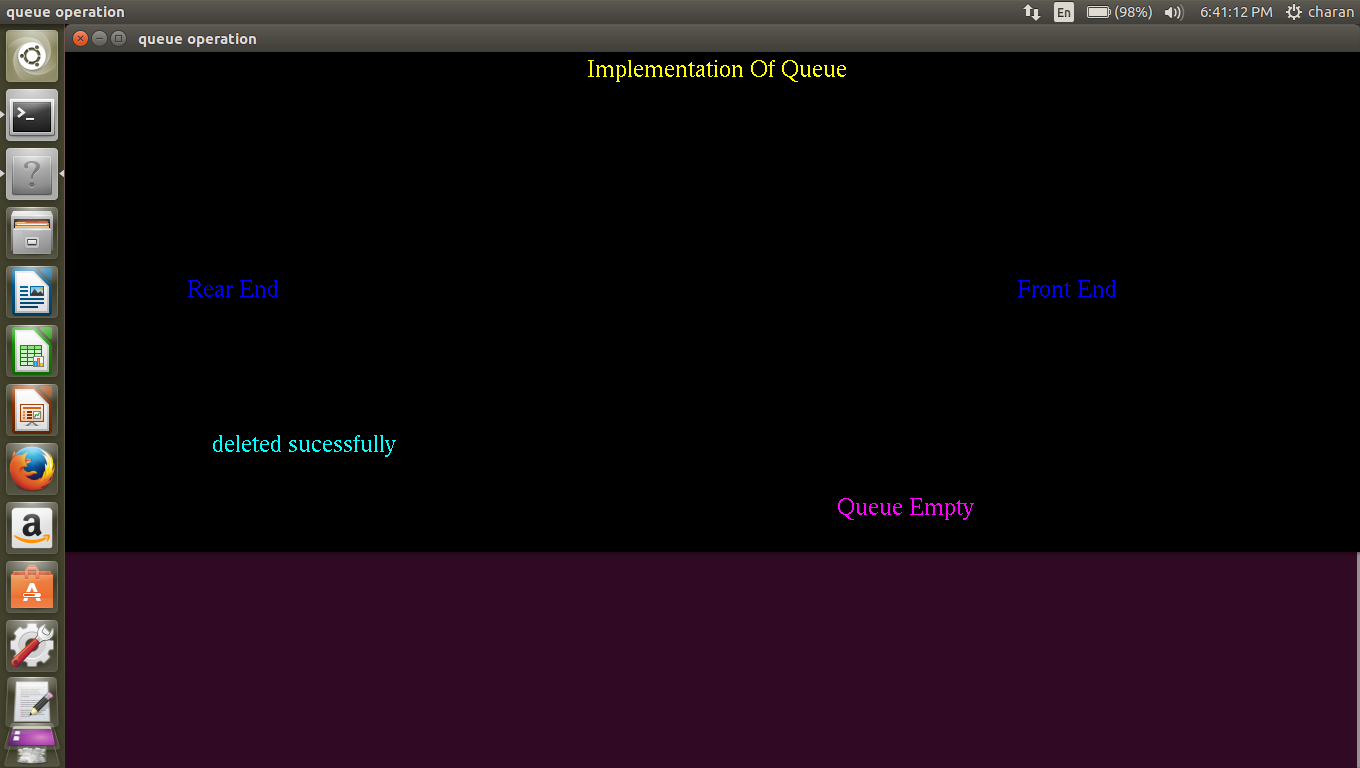 queue operation
En
(98%)
6:41:12 PM
charan
queue operation
Implementation Of Queue
Rear End
Front End
deleted sucessfully
Queue Empty